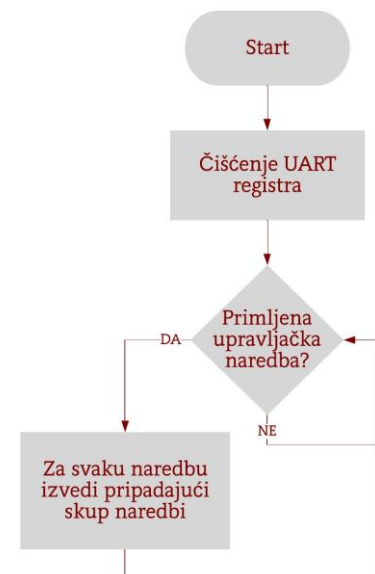 Start
Čišćenje UART
registra
Primljena
upravljačka
naredba?
DA
NE
Za svaku naredbu
izvedi pripadajući
skup naredbi